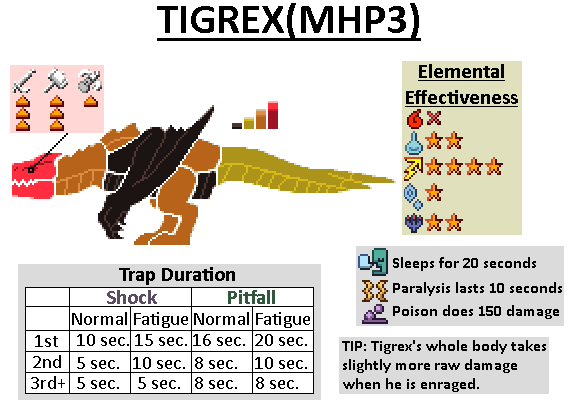 TIGREX(MHP3)
Elemental
Effectiveness
Sleeps for 20 seconds
Paralysis lasts 10 seconds
Poison does 150 damage
Trap Duration
Shock Pitfall
Normal Fatigue Normal Fatigue
1st 10 sec. 15 sec. 16 sec. 20 sec.
2nd 5 sec. 10 sec. 8 sec. 10 sec.
3rd+ 5 sec. 5 sec. 8 sec. 8 sec.
TIP: Tigrex's whole body takes
slightly more raw damage
when he is enraged.